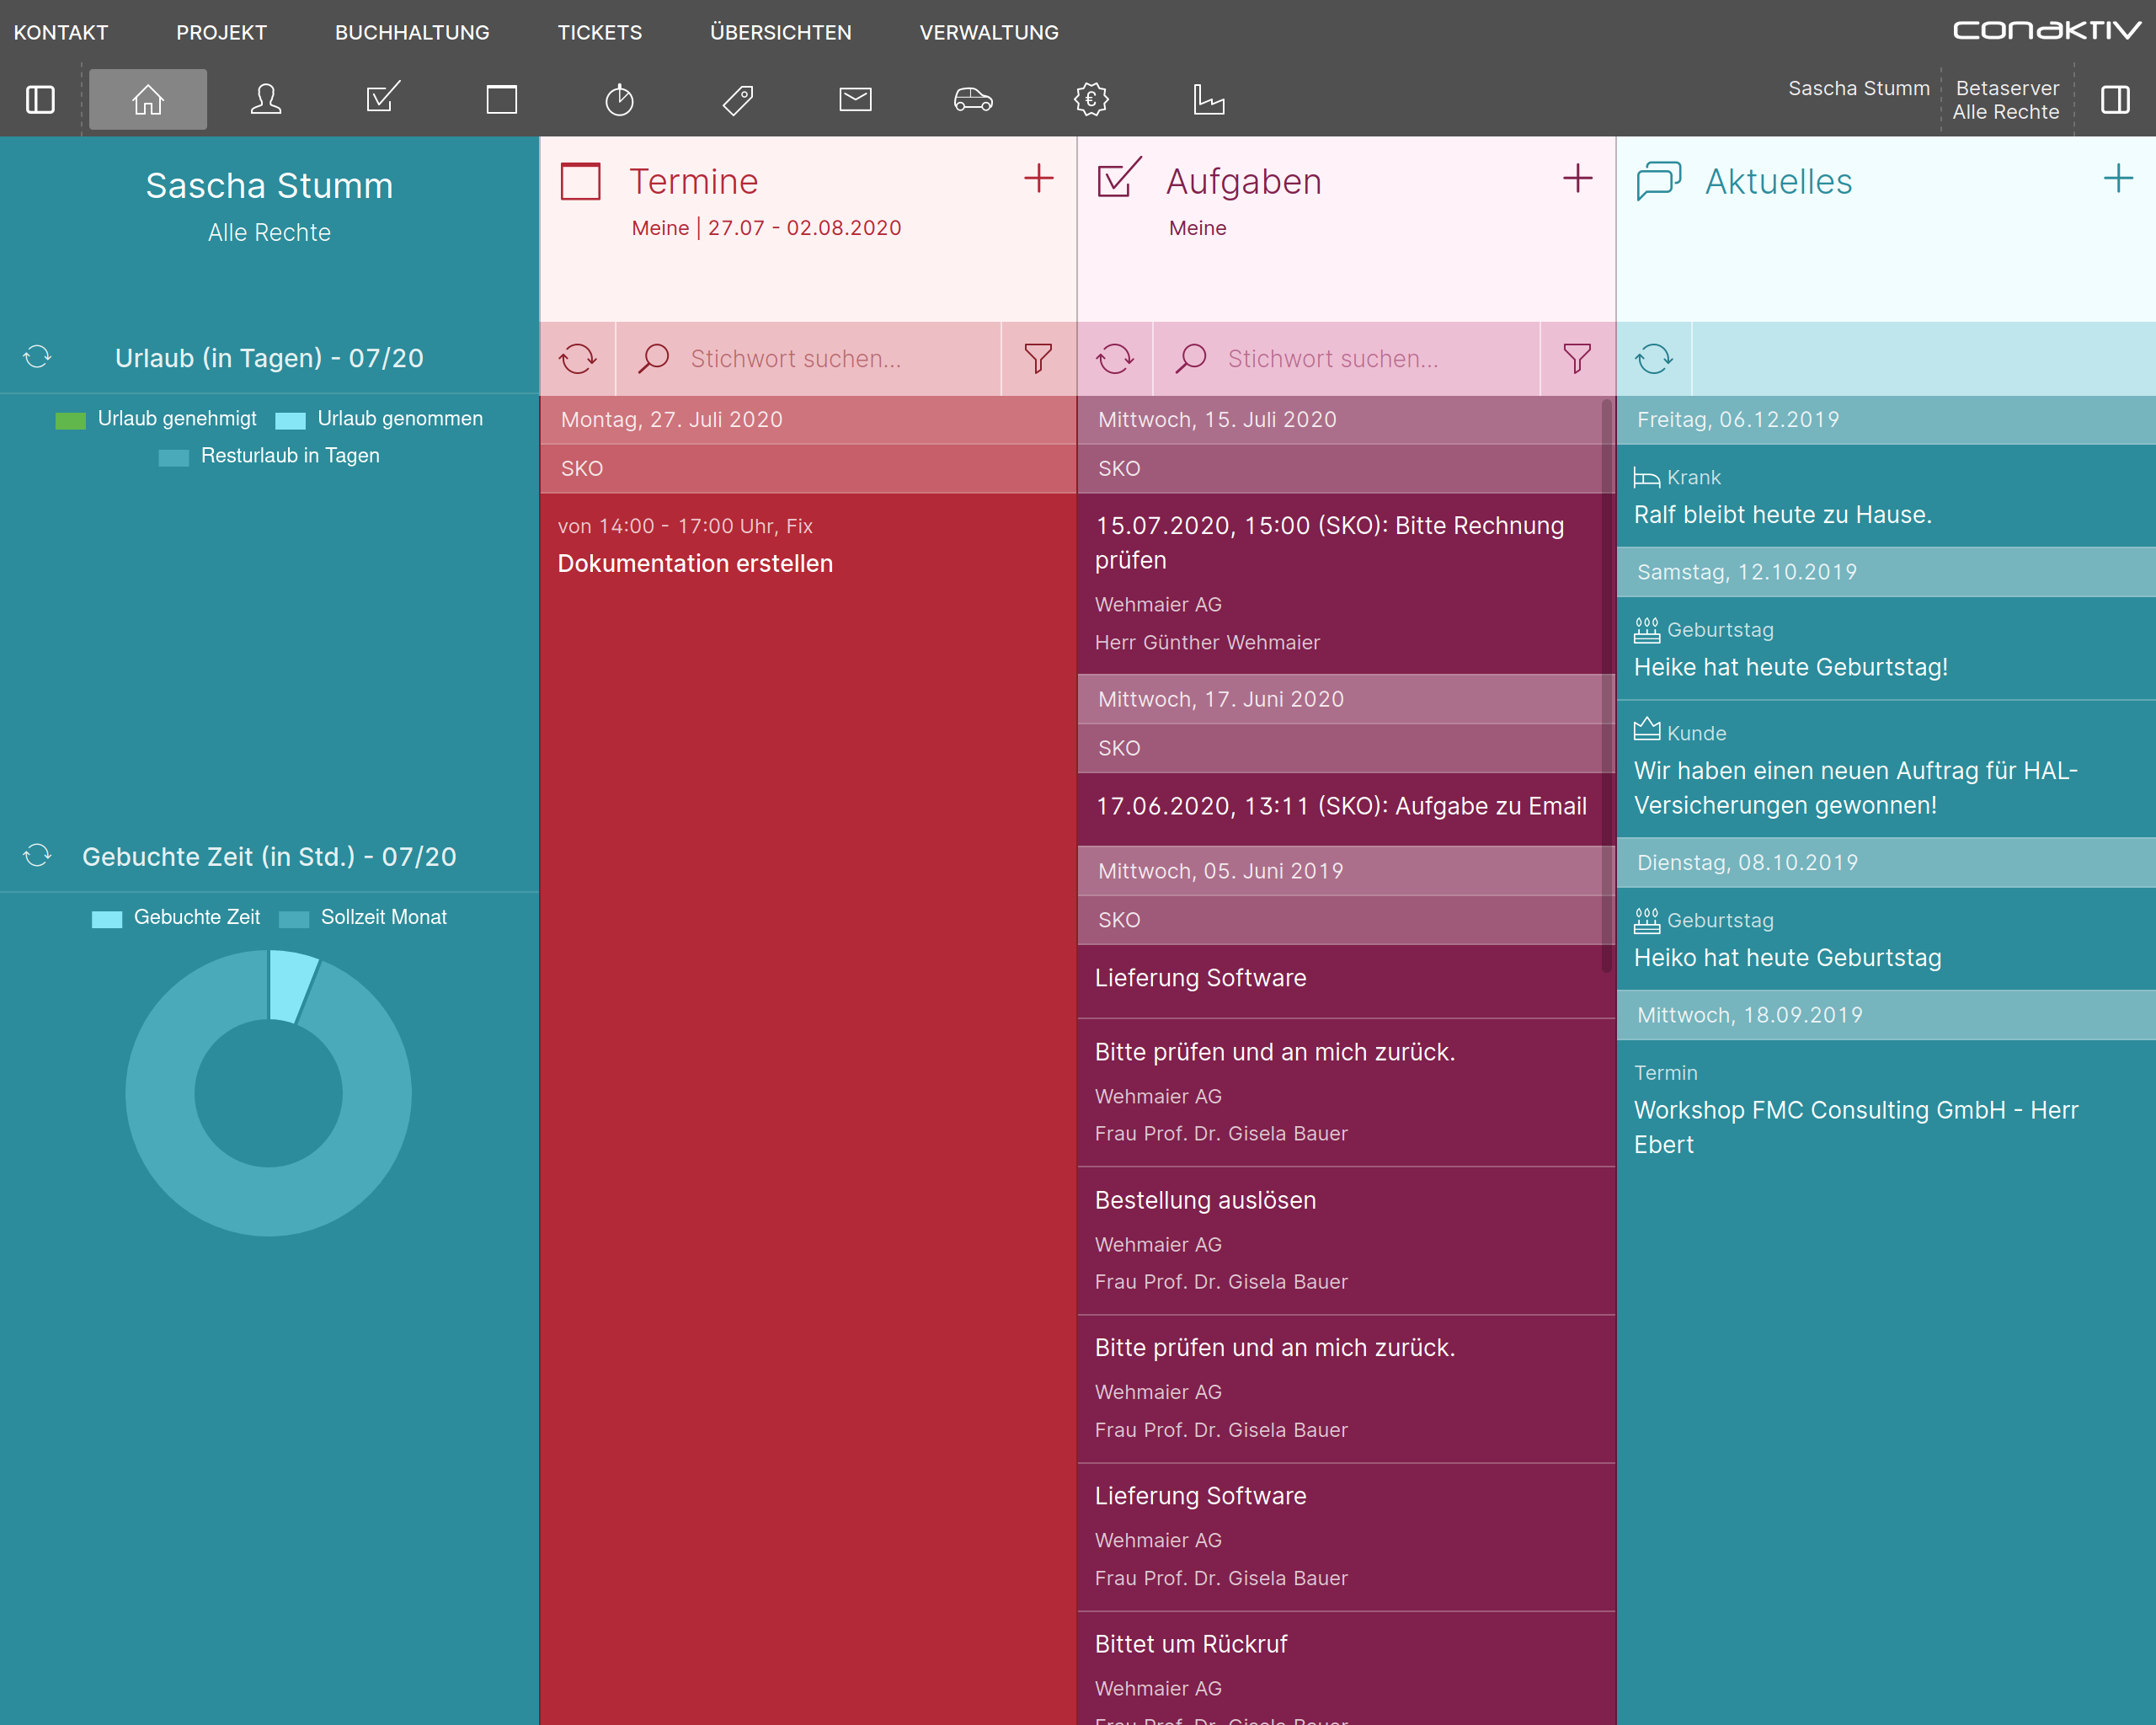 KONTAKT PROJEKT BUCHHALTUNG TICKETS ÜBERSICHTEN VERWALTUNG
conaktiv
Sascha Stumm
Betaserver
Alle Rechte
Sascha Stumm
Alle Rechte
Urlaub (in Tagen) - 07/20
Urlaub genehmigt Urlaub genommen
Resturlaub in Tagen
Gebuchte Zeit (in Std.) - 07/20
Gebuchte Zeit Sollzeit Monat
Termine
Meine | 27.07 - 02.08.2020
Stichwort suchen...
Montag, 27. Juli 2020
SKO
von 14:00 - 17:00 Uhr, Fix
Dokumentation erstellen
Aufgaben
Meine
Stichwort suchen...
Mittwoch, 15. Juli 2020
SKO
15.07.2020, 15:00 (SKO): Bitte Rechnung
prüfen
Wehmaier AG
Herr Günther Wehmaier
Mittwoch, 17. Juni 2020
SKO
17.06.2020, 13:11 (SKO): Aufgabe zu Email
Mittwoch, 05. Juni 2019
SKO
Lieferung Software
Bitte prüfen und an mich zurück.
Wehmaier AG
Frau Prof. Dr. Gisela Bauer
Bestellung auslösen
Wehmaier AG
Frau Prof. Dr. Gisela Bauer
Bitte prüfen und an mich zurück.
Wehmaier AG
Frau Prof. Dr. Gisela Bauer
Lieferung Software
Wehmaier AG
Frau Prof. Dr. Gisela Bauer
Bittet um Rückruf
Wehmaier AG
Frau Prof. Dr. Gisela Bauer
Aktuelles
Freitag, 06.12.2019
Krank
Ralf bleibt heute zu Hause.
Samstag, 12.10.2019
Geburtstag
Heike hat heute Geburtstag!
Kunde
Wir haben einen neuen Auftrag für HAL-
Versicherungen gewonnen!
Dienstag, 08.10.2019
Geburtstag
Heiko hat heute Geburtstag
Mittwoch, 18.09.2019
Termin
Workshop FMC Consulting GmbH - Herr
Ebert